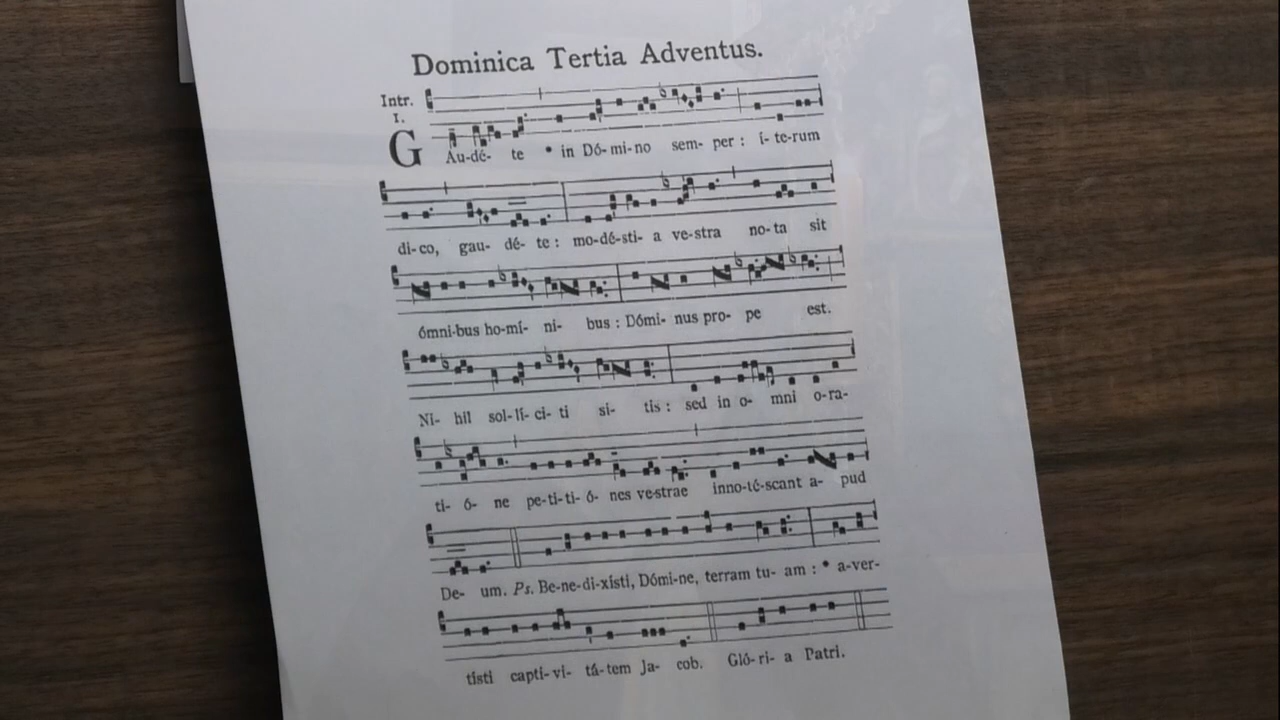 Dominica Tertia Adventus.
Intr.
I.
GAu-dé- te * in Dó-mi-no sem- per : í-te-rum
di-co, gau- dé- te : mo-dé-sti- a ve-stra no-ta sit
ómni-bus ho-mí- ni- bus : Dómi- nus pro- pe est.
Ni- hil sol-lí-ci- ti si- tis : sed in o- mni o-ra-
ti- ó- ne pe-ti-ti- ó- nes ve-strae inno-té-scant a- pud
De- um. Ps. Be-ne-di-xísti, Dómi-ne, terram tu- am : * a-ver-
tísti capti-vi- tá-tem Ja- cob. Gló-ri- a Patri.